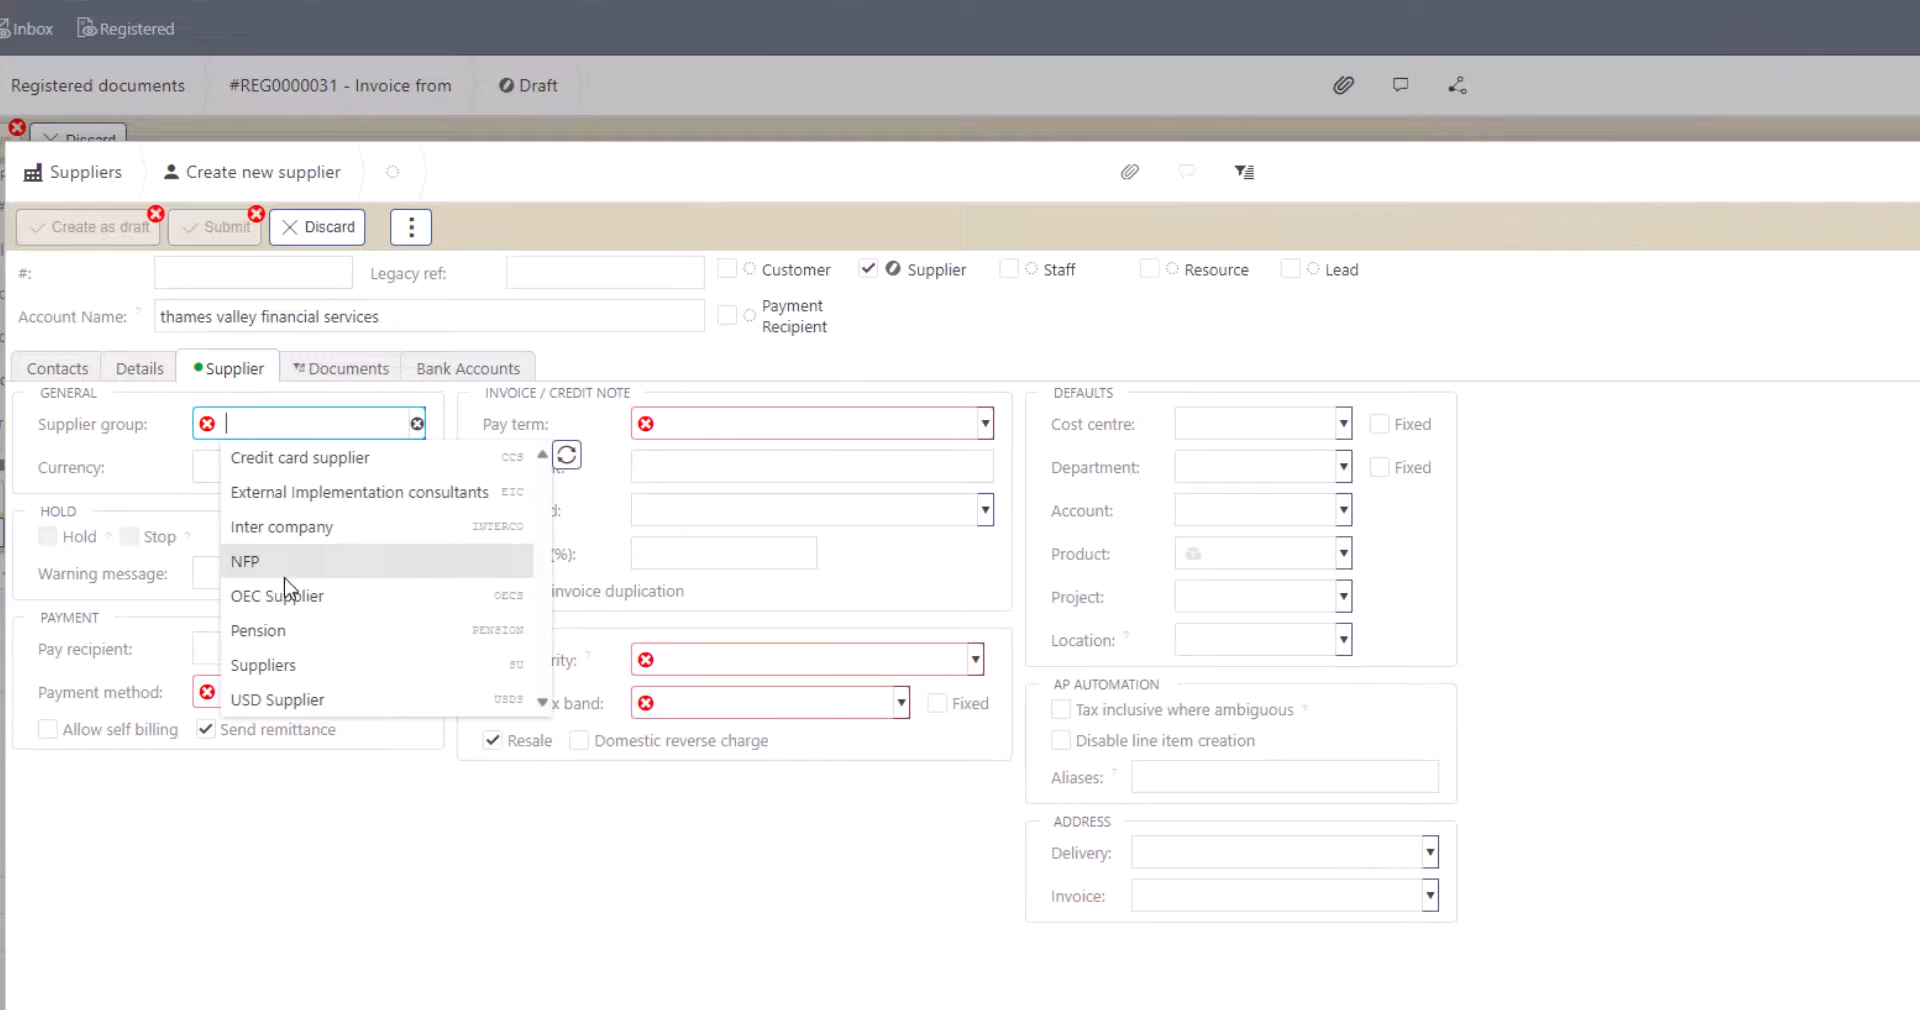 Inbox Registered
Registered documents #REG0000031 - Invoice from Draft
Discard
Suppliers Create new supplier
Create as draft Submit Discard
#: Legacy ref: Customer Supplier Staff Resource Lead
Account Name: ? thames valley financial services Payment
Recipient
Contacts Details Supplier Documents Bank Accounts
GENERAL INVOICE / CREDIT NOTE DEFAULTS
Supplier group: Pay term: Cost centre: Fixed
Credit card supplier CCS
Currency: Department: Fixed
External Implementation consultants EIC
HOLD Account:
Inter company INTERCO
Hold ? Stop ?
NFP (%): Product:
Warning message:
OEC Supplier OECS invoice duplication Project:
PAYMENT
Pension PENSION Location: ?
Pay recipient:
Suppliers SU ?
AP AUTOMATION
Payment method:
USD Supplier USDS x band: Fixed Tax inclusive where ambiguous ?
Allow self billing Send remittance Resale Domestic reverse charge Disable line item creation
Aliases: ?
ADDRESS
Delivery:
Invoice: